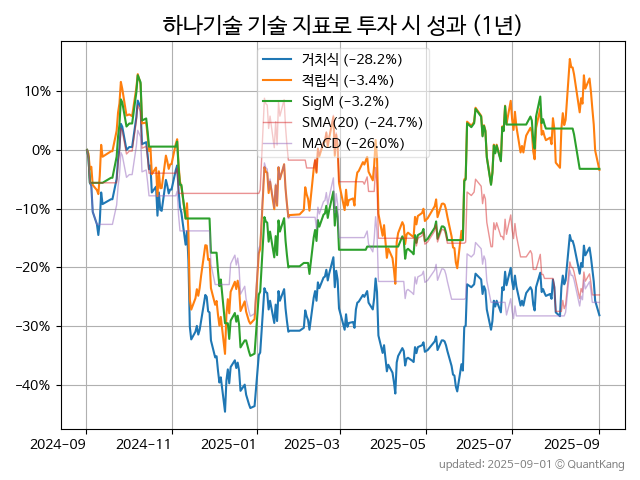 하나기술 기술 지표로 투자 시 성과 (1년)
거치식 (−28.2%)
적립식 (−3.4%)
SigM (−3.2%)
SMA(20) (−24.7%)
MACD (−26.0%)
10%
0%
−10%
−20%
−30%
−40%
2024-09
2024-11
2025-01
2025-03
2025-05
2025-07
2025-09
updated: 2025-09-01 © QuantKang